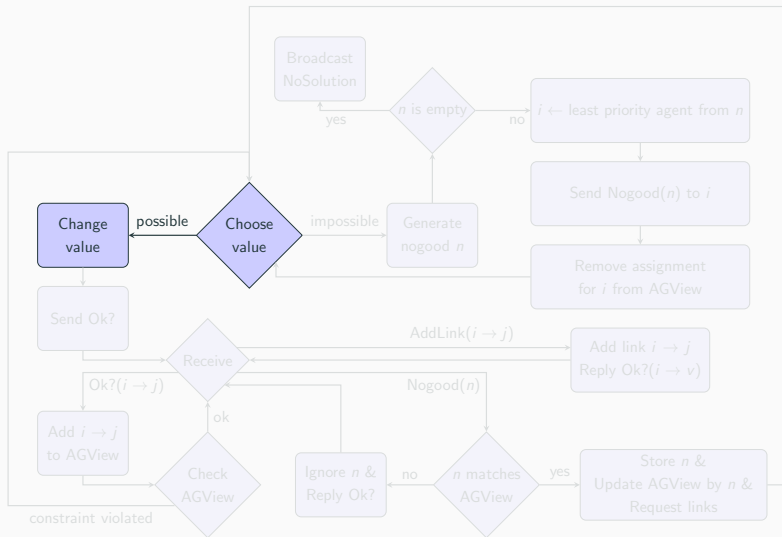 Broadcast
NoSolution
n is empty
yes
no
i ← least priority agent from n
Send Nogood(n) to i
Change
value
possible
Choose
value
impossible
Generate
nogood n
Remove assignment
for i from AGView
Send Ok?
Receive
AddLink(i → j)
Add link i → j
Reply Ok?(i → v)
Ok?(i → j)
Nogood(n)
ok
Add i → j
to AGView
Check
AGView
Ignore n &
Reply Ok?
no
n matches
AGView
yes
Store n &
Update AGView by n &
Request links
constraint violated